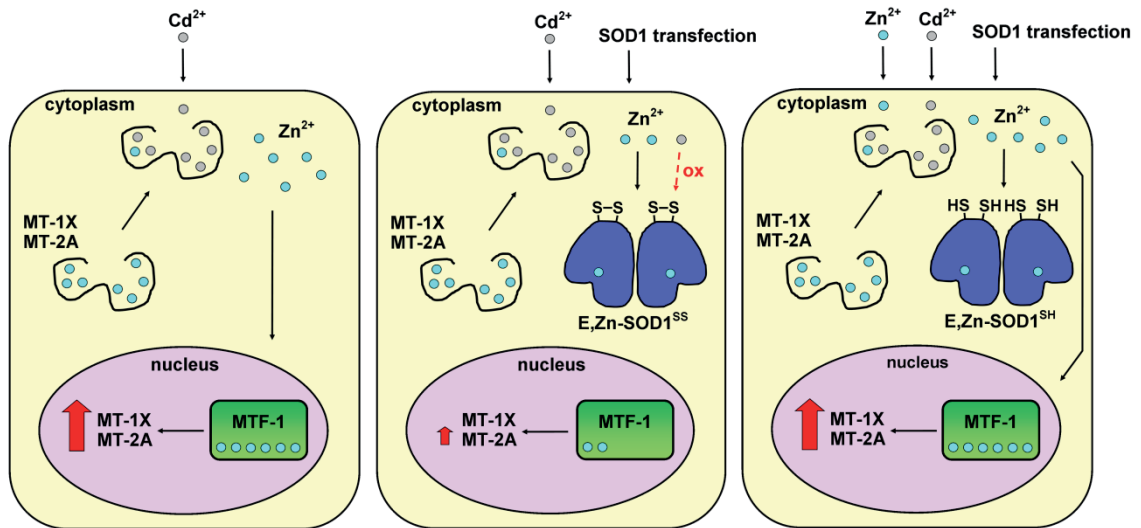 Cd²⁺
cytoplasm
Zn²⁺
MT-1X
MT-2A
nucleus
MT-1X
MT-2A
MTF-1
Cd²⁺
SOD1 transfection
cytoplasm
Zn²⁺
ox
S–S
S–S
MT-1X
MT-2A
E,Zn-SOD1ˢˢ
nucleus
MT-1X
MT-2A
MTF-1
Zn²⁺
Cd²⁺
SOD1 transfection
cytoplasm
Zn²⁺
HS SH HS SH
MT-1X
MT-2A
E,Zn-SOD1ˢᴴ
nucleus
MT-1X
MT-2A
MTF-1